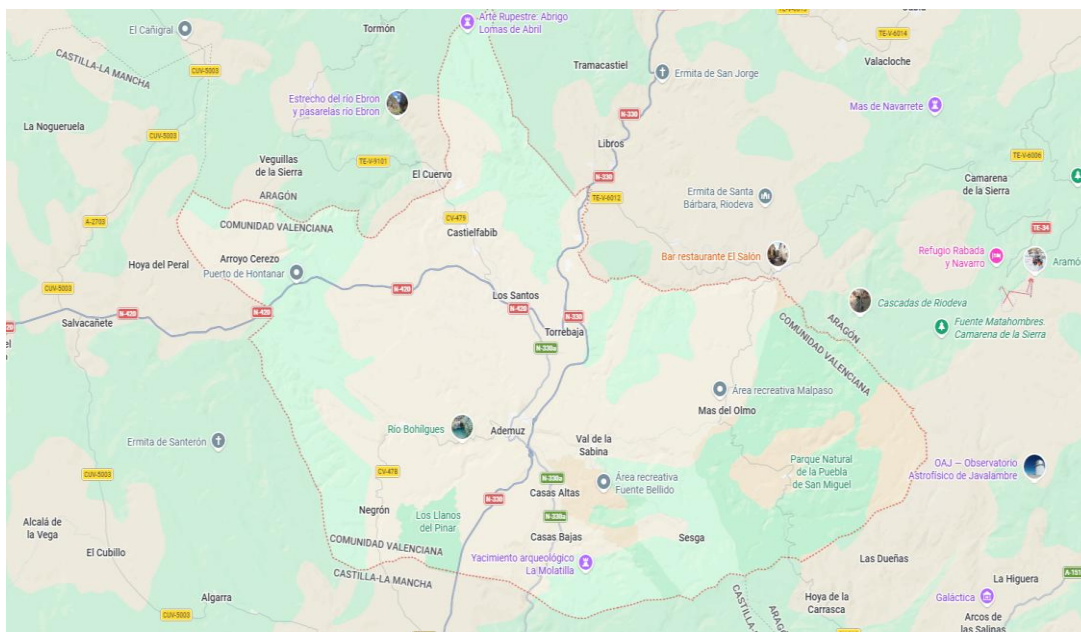 Arte Rupestre: Abrigo
Lomas de Abril
TE-V-6014
El Cañigral
Tormón
Valacloche
CASTILLA-LA MANCHA
CUV-5003
Tramacastiel
Ermita de San Jorge
Estrecho del río Ebron
y pasarelas río Ebron
Mas de Navarrete
N-330
La Noguеruela
CUV-5003
Libros
TE-V-6006
Veguillas
de la Sierra
TE-V-9101
El Cuervo
N-330
Camarena
de la Sierra
ARAGÓN
TE-V-6012
Ermita de Santa
Bárbara, Riodeva
A-2703
COMUNIDAD VALENCIANA
CV-479
Castielfabib
TE-34
Arroyo Cerezo
Hoya del Peral
Puerto de Hontanar
Bar restaurante El Salón
Refugio Rabada
y Navarro
Aramón
CUV-5003
N-420
Los Santos
Cascadas de Riodeva
N-420
N-420
N-420
N-330
Salvacañete
Torrebaja
ARAGÓN
COMUNIDAD VALENCIANA
Fuente Matahombres.
Camarena de la Sierra
N-330a
Área recreativa Malpaso
Mas del Olmo
Río Bohílgues
Ademuz
Ermita de Santerón
Val de la
Sabina
CUV-5003
CV-478
Área recreativa
Fuente Bellido
Parque Natural
de la Puebla
de San Miguel
OAJ — Observatorio
Astrofísico de Javalambre
N-330a
Casas Altas
N-330
Negrón
Los Llanos
del Pinar
N-330a
Alcalá de
la Vega
Casas Bajas
Sesga
COMUNIDAD VALENCIANA
El Cubillo
Yacimiento arqueológico
La Molatilla
Las Dueñas
CASTILLA-LA MANCHA
La Higuera
Algarra
CUV-5003
Hoya de la
Carrasca
Galáctica
Arcos de
las Salinas